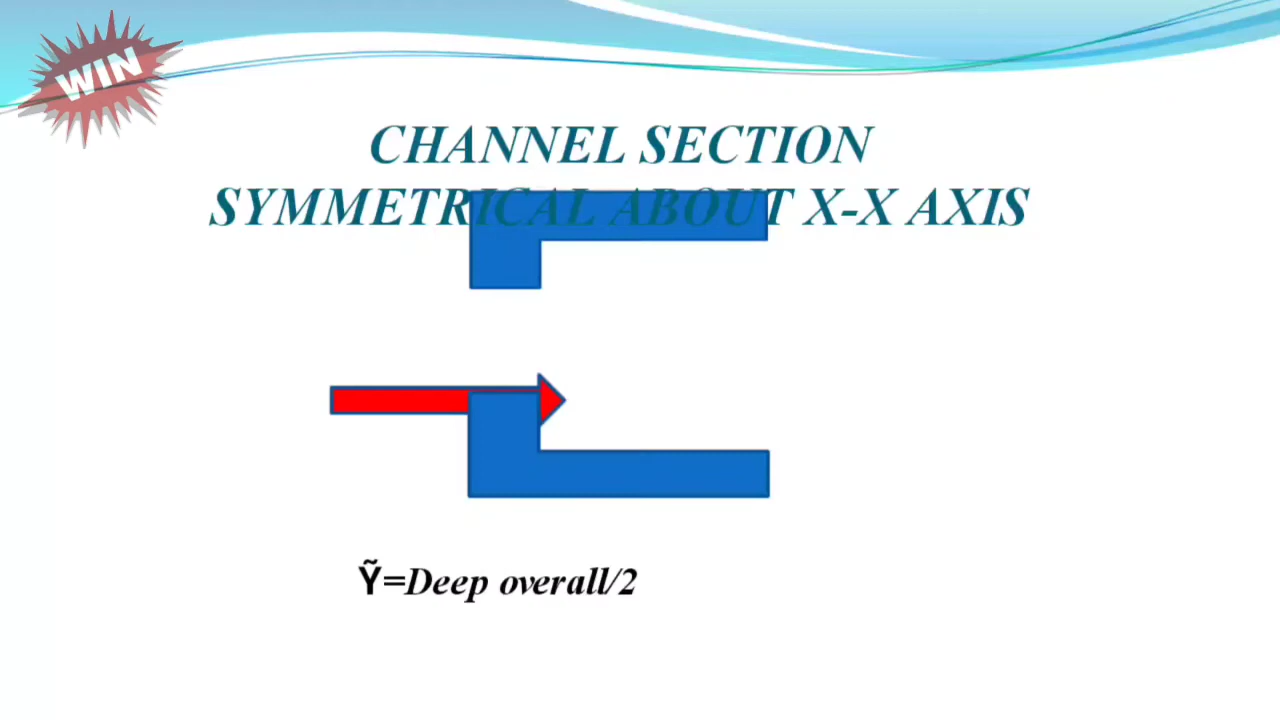 WIN
CHANNEL SECTION
SYMMETRICAL ABOUT X-X AXIS
Ỹ=Deep overall/2